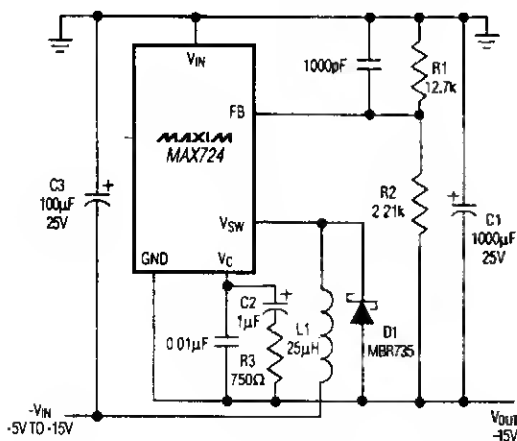 VIN
1000pF
R1
12.7k
FB
MAXIM
MAX724
C3
100µF
25V
R2
2.21k
C1
1000µF
25V
VSW
GND
VC
C2
1µF
0.01µF
L1
25µH
D1
MBR735
R3
750Ω
-VIN
-5V TO -15V
VOUT
-15V